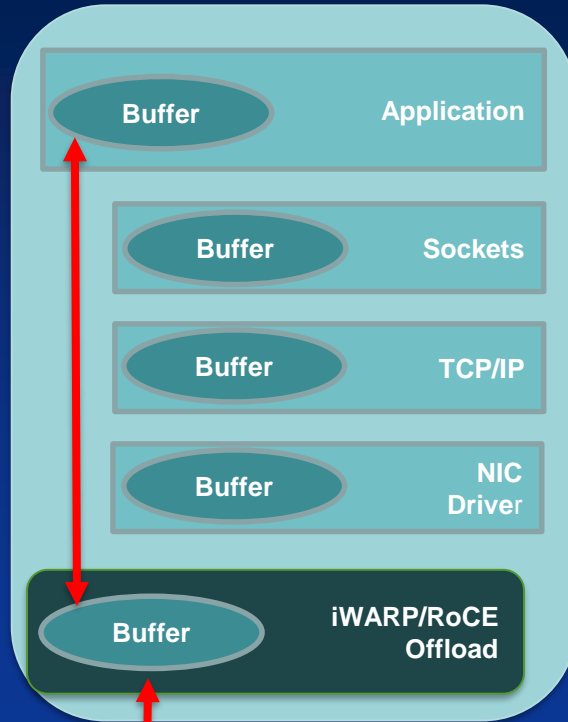 Buffer Application
Buffer Sockets
Buffer TCP/IP
Buffer NIC
Driver
Buffer iWARP/RoCE
Offload